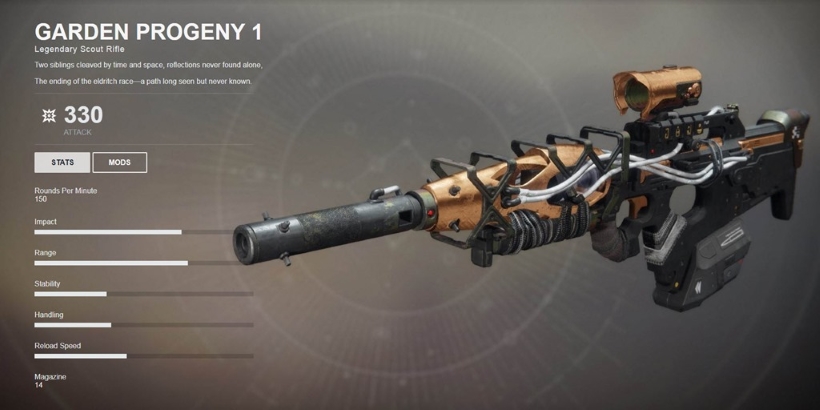 GARDEN PROGENY 1
Legendary Scout Rifle
Two siblings cleaved by time and space, reflections never found alone,
The ending of the eldritch race—a path long soon but never known.
330
ATTACK
STATS MODS
Rounds Per Minute
150
Impact
Range
Stability
Handling
Reload Speed
Magazine
14